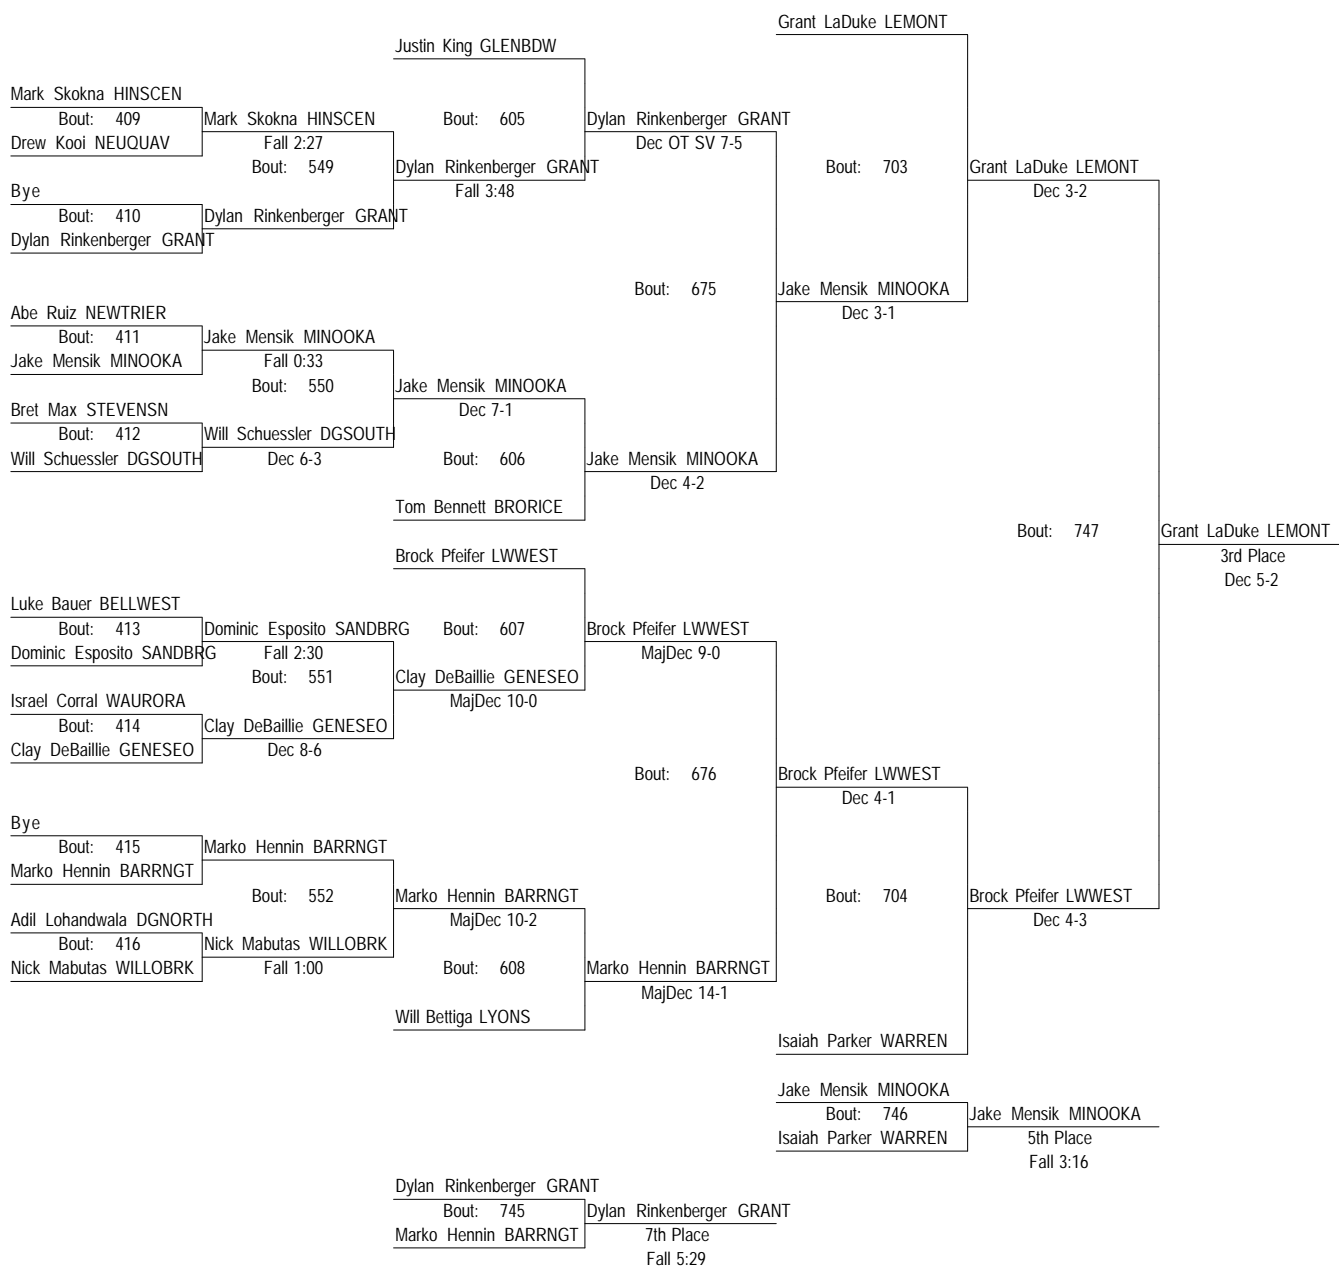 Grant LaDuke LEMONT
Justin King GLENBDW
Mark Skokna HINSCEN
Bout: 409
Mark Skokna HINSCEN
Bout: 605
Dylan Rinkenberger GRANT
Drew Kooi NEUQUAV
Fall 2:27
Dec OT SV 7-5
Bout: 549
Dylan Rinkenberger GRANT
Bout: 703
Grant LaDuke LEMONT
Bye
Fall 3:48
Dec 3-2
Bout: 410
Dylan Rinkenberger GRANT
Dylan Rinkenberger GRANT
Bout: 675
Jake Mensik MINOOKA
Abe Ruiz NEWTRIER
Dec 3-1
Bout: 411
Jake Mensik MINOOKA
Jake Mensik MINOOKA
Fall 0:33
Bout: 550
Jake Mensik MINOOKA
Bret Max STEVENSN
Dec 7-1
Bout: 412
Will Schuessler DGSOUTH
Will Schuessler DGSOUTH
Dec 6-3
Bout: 606
Jake Mensik MINOOKA
Dec 4-2
Tom Bennett BRORICE
Bout: 747
Grant LaDuke LEMONT
Brock Pfeifer LWWEST
3rd Place
Dec 5-2
Luke Bauer BELLWEST
Bout: 413
Dominic Esposito SANDBRG
Bout: 607
Brock Pfeifer LWWEST
Dominic Esposito SANDBRG
Fall 2:30
MajDec 9-0
Bout: 551
Clay DeBaillie GENESEO
Israel Corral WAURORA
MajDec 10-0
Bout: 414
Clay DeBaillie GENESEO
Clay DeBaillie GENESEO
Dec 8-6
Bout: 676
Brock Pfeifer LWWEST
Dec 4-1
Bye
Bout: 415
Marko Hennin BARRNGT
Marko Hennin BARRNGT
Bout: 552
Marko Hennin BARRNGT
Bout: 704
Brock Pfeifer LWWEST
Adil Lohandwala DGNORTH
MajDec 10-2
Dec 4-3
Bout: 416
Nick Mabutas WILLOBRK
Nick Mabutas WILLOBRK
Fall 1:00
Bout: 608
Marko Hennin BARRNGT
MajDec 14-1
Will Bettiga LYONS
Isaiah Parker WARREN
Jake Mensik MINOOKA
Bout: 746
Jake Mensik MINOOKA
Isaiah Parker WARREN
5th Place
Fall 3:16
Dylan Rinkenberger GRANT
Bout: 745
Dylan Rinkenberger GRANT
Marko Hennin BARRNGT
7th Place
Fall 5:29